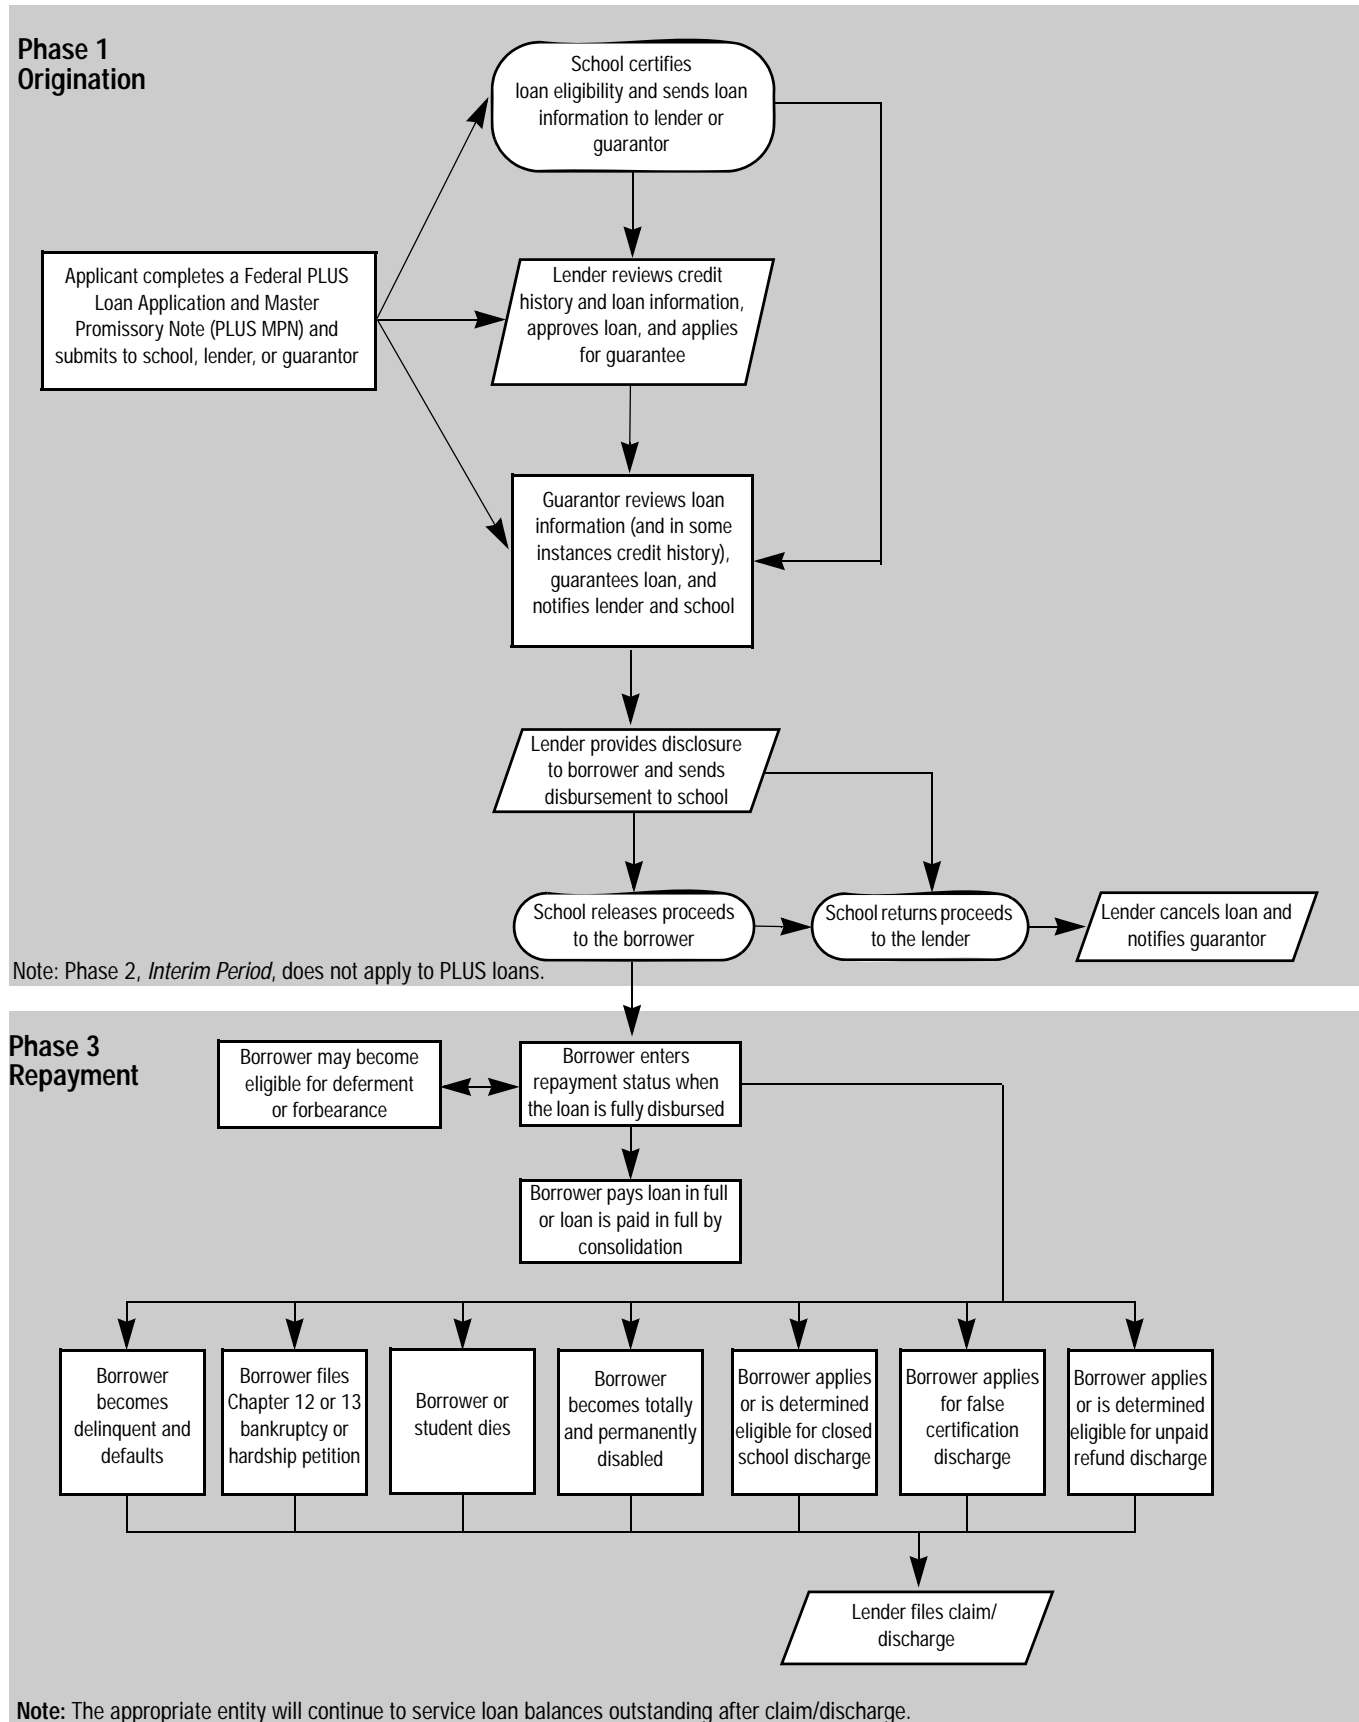 Phase 1
Origination
School certifies
loan eligibility and sends loan
information to lender or
guarantor
Applicant completes a Federal PLUS
Loan Application and Master
Promissory Note (PLUS MPN) and
submits to school, lender, or guarantor
Lender reviews credit
history and loan information,
approves loan, and applies
for guarantee
Guarantor reviews loan
information (and in some
instances credit history),
guarantees loan, and
notifies lender and school
Lender provides disclosure
to borrower and sends
disbursement to school
School releases proceeds
to the borrower
School returns proceeds
to the lender
Lender cancels loan and
notifies guarantor
Note: Phase 2, Interim Period, does not apply to PLUS loans.
Phase 3
Repayment
Borrower may become
eligible for deferment
or forbearance
Borrower enters
repayment status when
the loan is fully disbursed
Borrower pays loan in full
or loan is paid in full by
consolidation
Borrower
becomes
delinquent and
defaults
Borrower files
Chapter 12 or 13
bankruptcy or
hardship petition
Borrower or
student dies
Borrower
becomes totally
and permanently
disabled
Borrower applies
or is determined
eligible for closed
school discharge
Borrower applies
for false
certification
discharge
Borrower applies
or is determined
eligible for unpaid
refund discharge
Lender files claim/
discharge
Note: The appropriate entity will continue to service loan balances outstanding after claim/discharge.